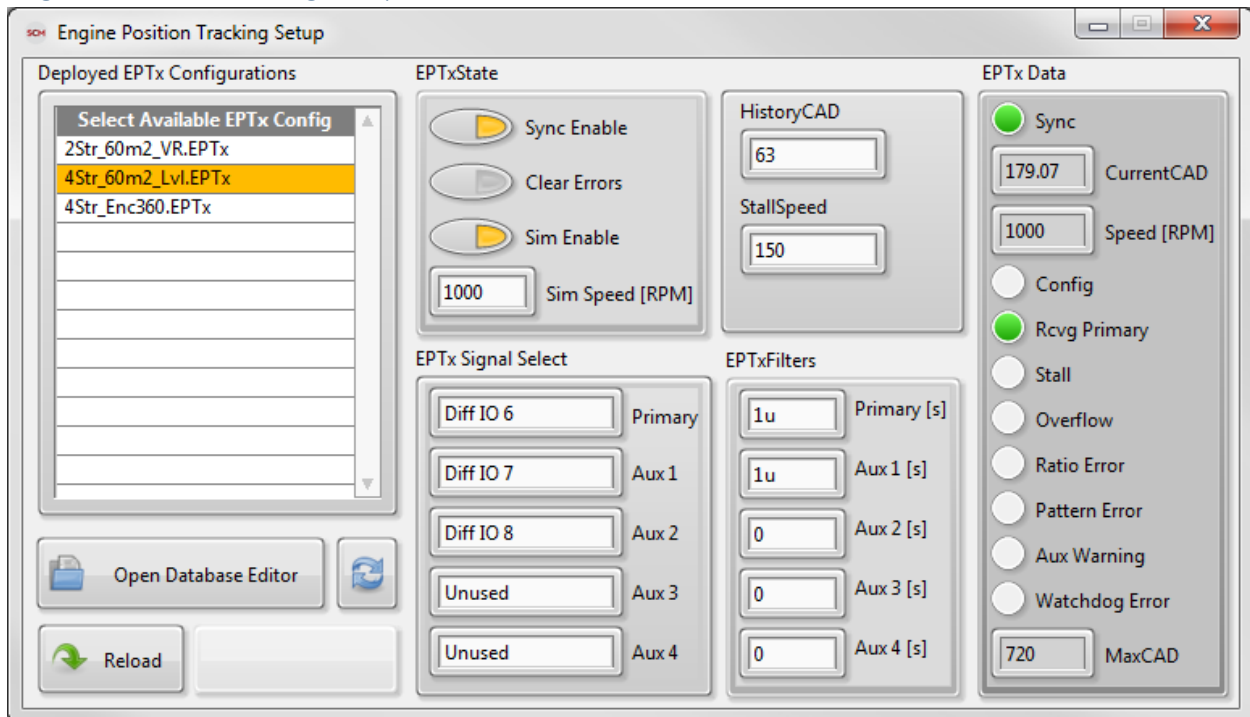 SCM Engine Position Tracking Setup
Deployed EPTx Configurations
Select Available EPTx Config
2Str_60m2_VR.EPTx
4Str_60m2_Lvl.EPTx
4Str_Enc360.EPTx
Open Database Editor
Reload
EPTxState
Sync Enable
Clear Errors
Sim Enable
1000 Sim Speed [RPM]
HistoryCAD
63
StallSpeed
150
EPTx Signal Select
Diff IO 6 Primary
Diff IO 7 Aux 1
Diff IO 8 Aux 2
Unused Aux 3
Unused Aux 4
EPTxFilters
1u Primary [s]
1u Aux 1 [s]
0 Aux 2 [s]
0 Aux 3 [s]
0 Aux 4 [s]
EPTx Data
Sync
179.07 CurrentCAD
1000 Speed [RPM]
Config
Rcvg Primary
Stall
Overflow
Ratio Error
Pattern Error
Aux Warning
Watchdog Error
720 MaxCAD